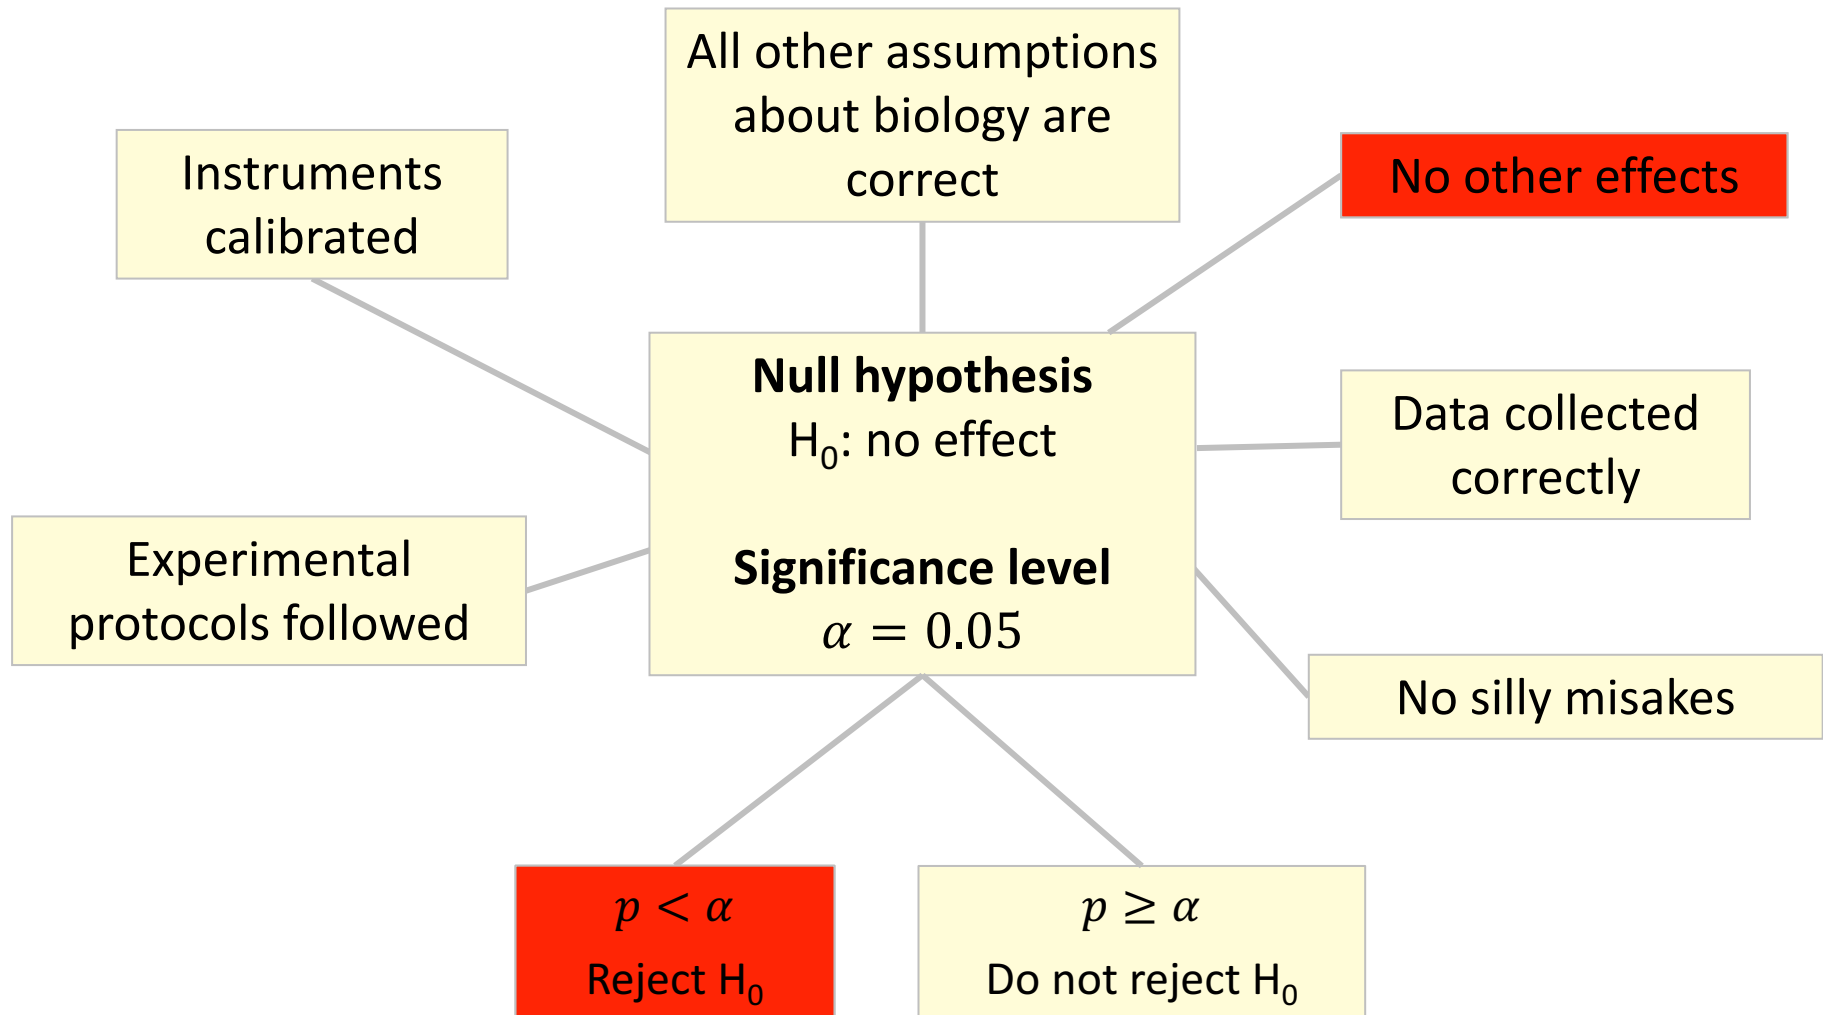 All other assumptions
about biology are
correct
Instruments
calibrated
No other effects
Null hypothesis
H₀: no effect
Significance level
α = 0.05
Data collected
correctly
Experimental
protocols followed
No silly misakes
p < α
Reject H₀
p ≥ α
Do not reject H₀